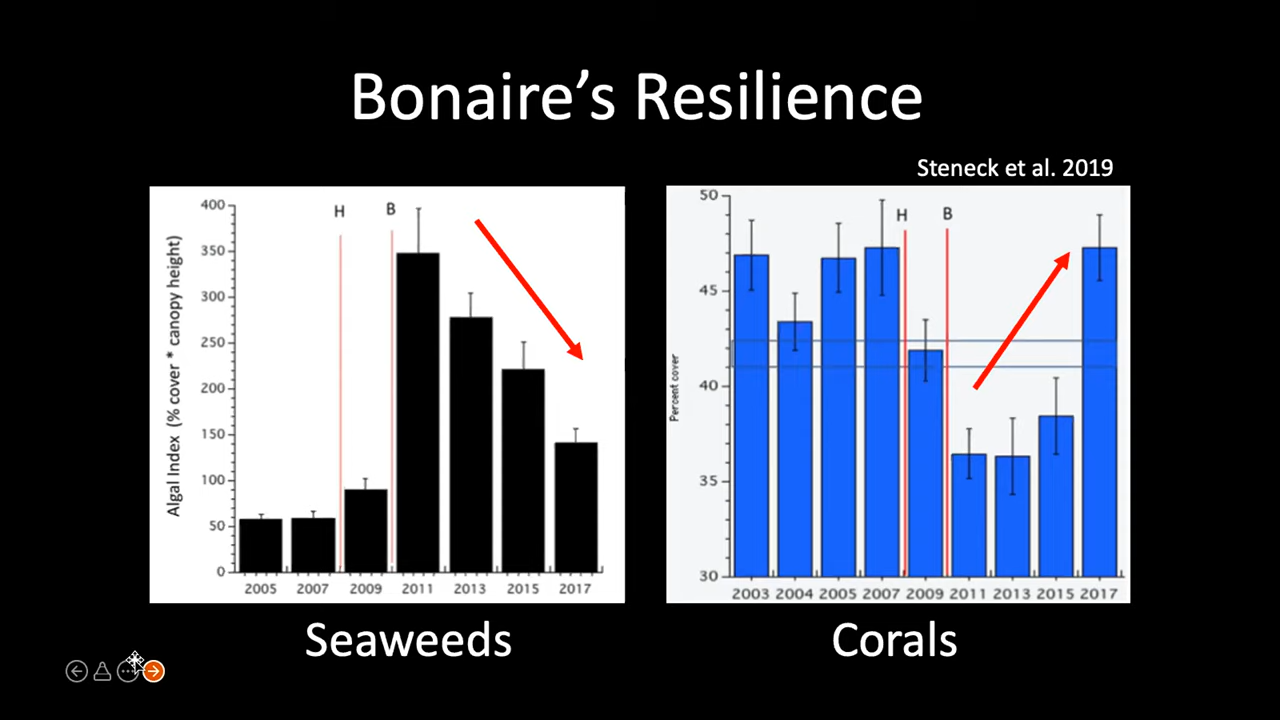 Bonaire's Resilience
Steneck et al. 2019
Algal Index (% cover * canopy height)
400
350
300
250
200
150
100
50
0
H
B
2005 2007 2009 2011 2013 2015 2017
Seaweeds
Percent cover
50
45
40
35
30
H
B
2003 2004 2005 2007 2009 2011 2013 2015 2017
Corals